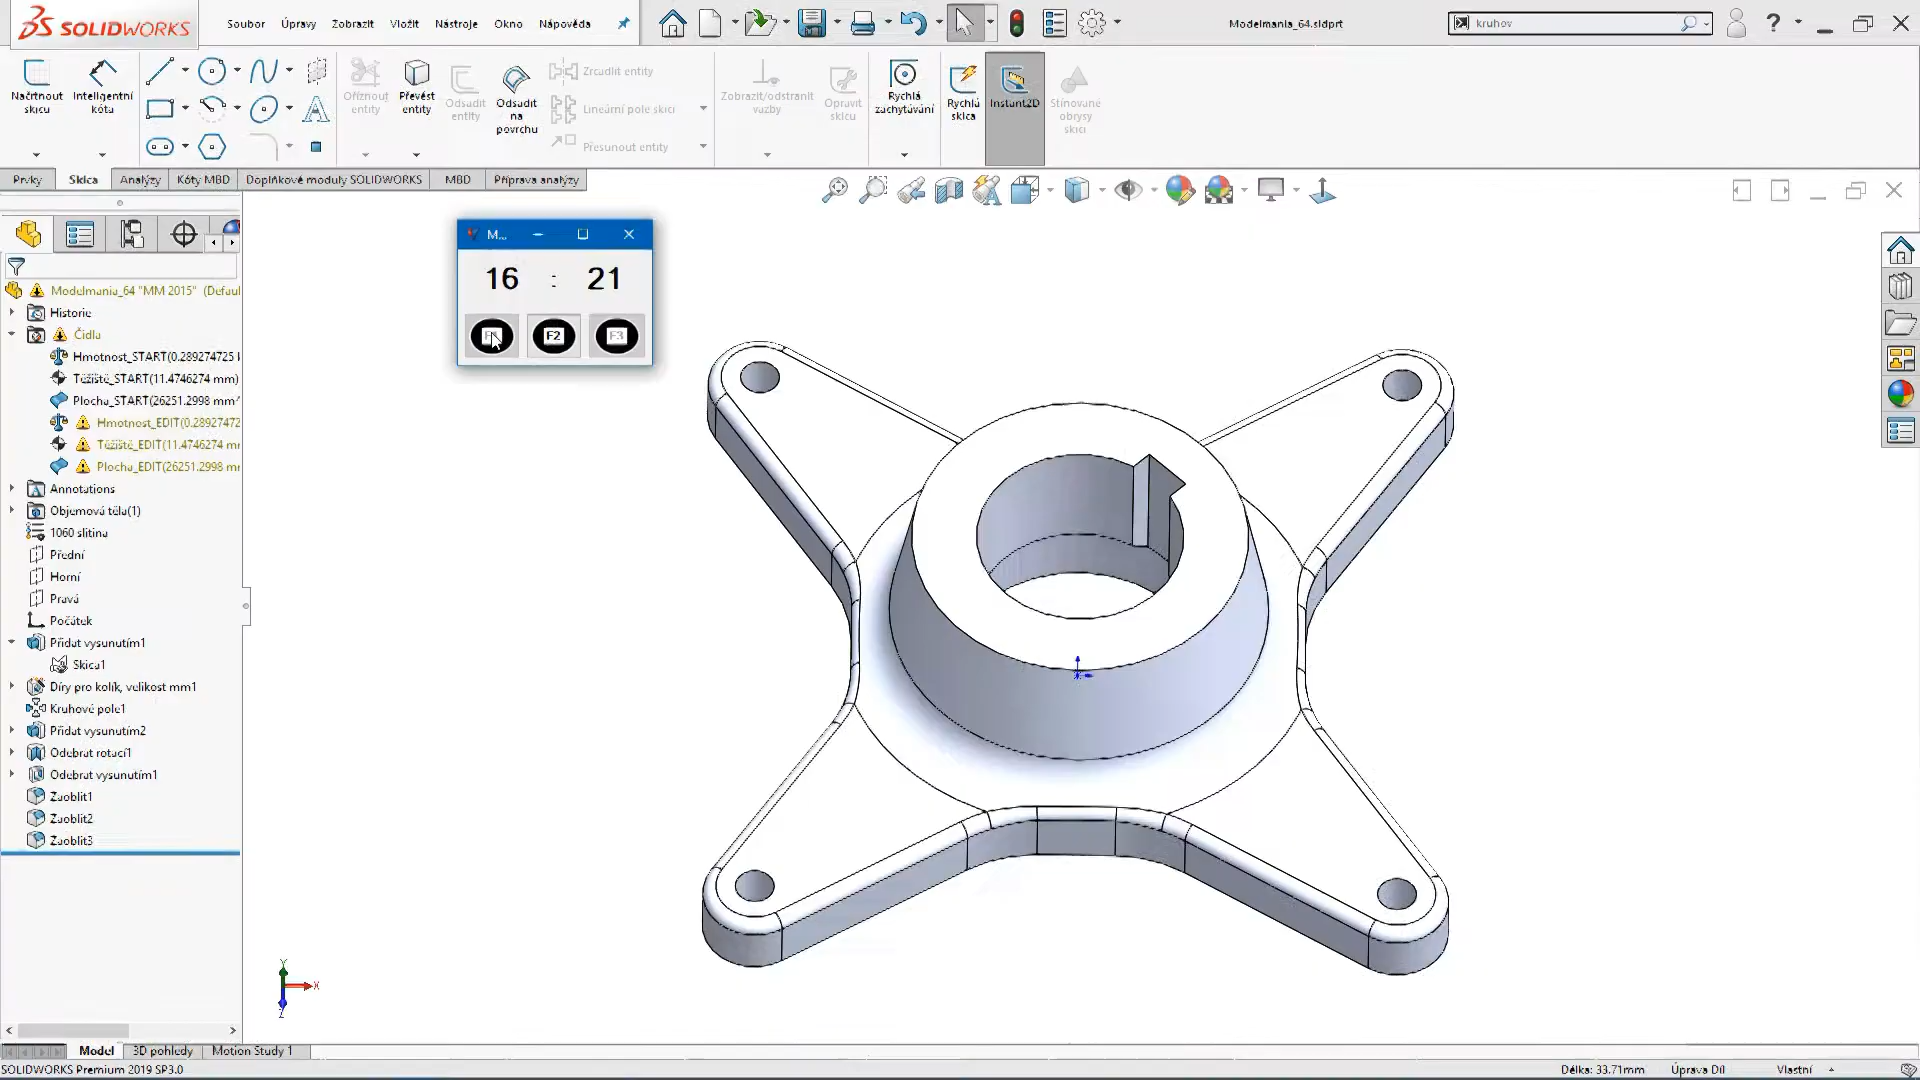 SOLIDWORKS
Soubor
Úpravy
Zobrazit
Vložit
Nástroje
Okno
Nápověda
Modelmania_64.sldprt
kruhov
?
Načrtnout skicu
Inteligentní kóta
Oříznout entity
Převést entity
Odsadit entity
Odsadit na povrchu
Zrcudlit entity
Lineární pole skici
Přesunout entity
Zobrazit/odstranit vazby
Opravit skicu
Rychlá zachytávání
Rychlá skica
Instant2D
Stínované obrysy skici
Prvky
Skica
Analýzy
Kóty MBD
Doplňkové moduly SOLIDWORKS
MBD
Příprava analýzy
M...
16 : 21
F2
F3
Modelmania_64 "MM 2015" (Defaul
Historie
Čidla
Hmotnost_START(0.289274725
Těžiště_START(11.4746274 mm)
Plocha_START(26251.2998 mm
Hmotnost_EDIT(0.28927472
Těžiště_EDIT(11.4746274 m
Plocha_EDIT(26251.2998 m
Annotations
Objemová těla(1)
1060 slitina
Přední
Horní
Pravá
Počátek
Přidat vysunutím1
Skica1
Díry pro kolík, velikost mm1
Kruhové pole1
Přidat vysunutím2
Odebrat rotací1
Odebrat vysunutím1
Zaoblit1
Zaoblit2
Zaoblit3
Y
X
Z
Model
3D pohledy
Motion Study 1
SOLIDWORKS Premium 2019 SP3.0
Délka: 33.71mm
Úprava Díl
Vlastní